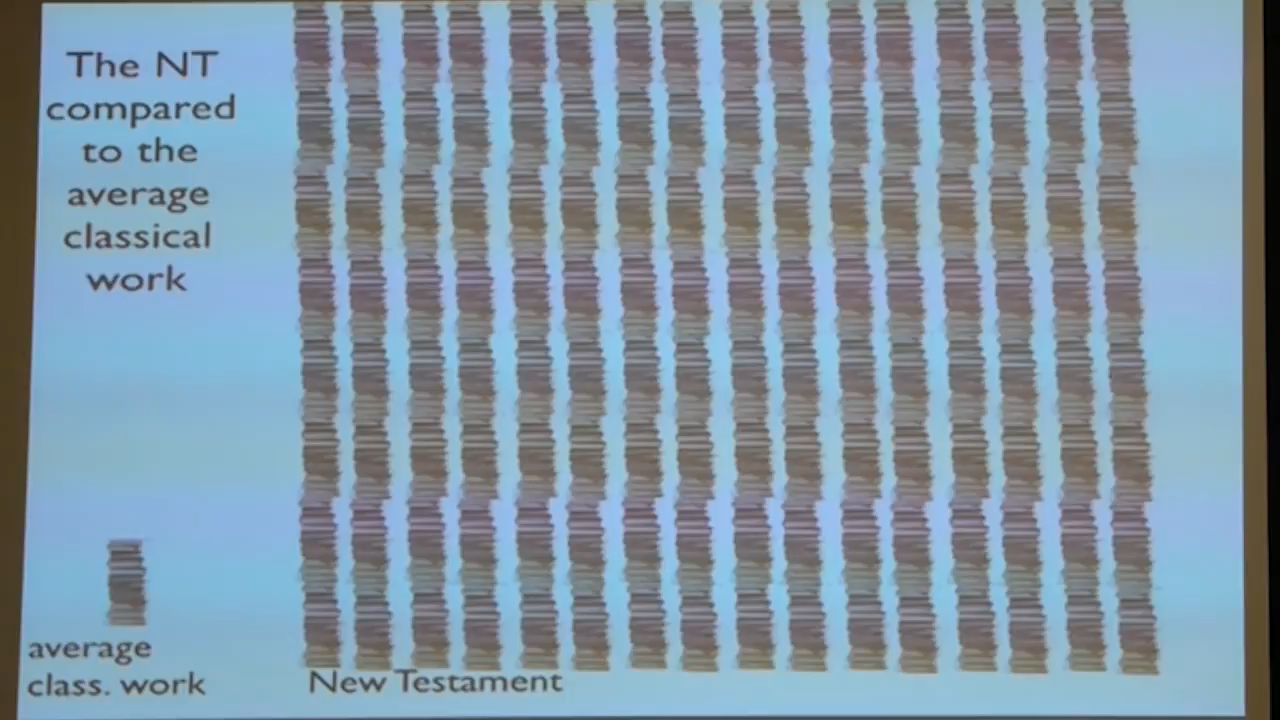 The NT
compared
to the
average
classical
work
average
class. work
New Testament